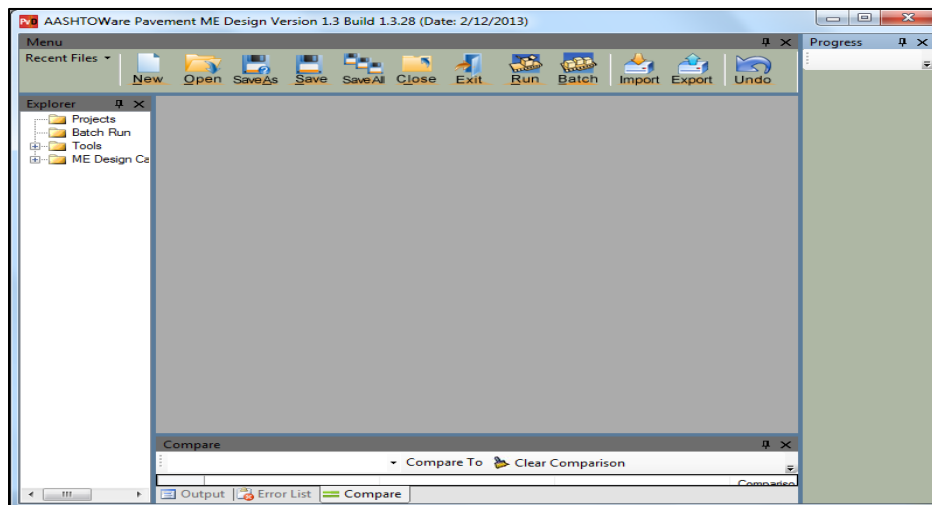 AASHTOWare Pavement ME Design Version 1.3 Build 1.3.28 (Date: 2/12/2013)
Menu
Recent Files
New Open SaveAs Save SaveAll Close Exit Run Batch Import Export Undo
Progress
Explorer
Projects
Batch Run
Tools
ME Design Ca
Compare
Compare To Clear Comparison
Compariso
Output Error List Compare